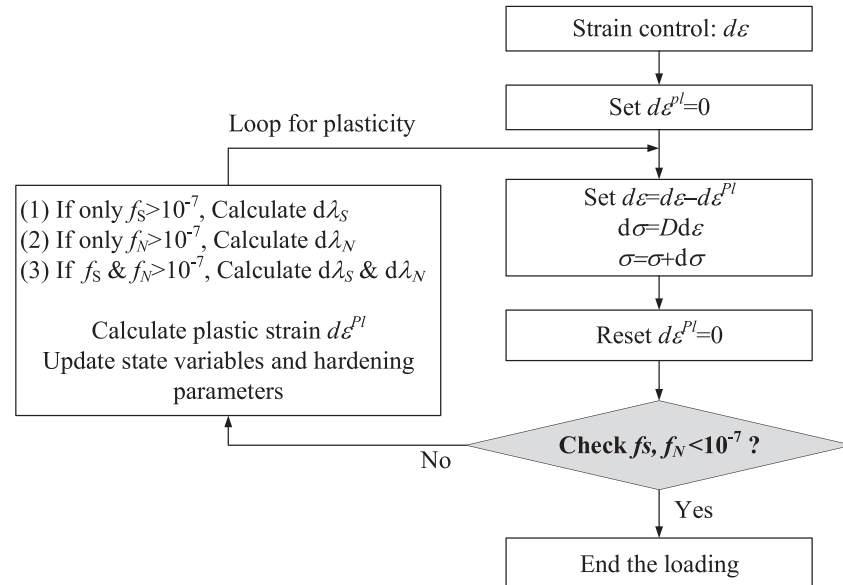 Strain control: dε
Set dε^{pl}=0
Loop for plasticity
Set dε=dε−dε^{Pl}
dσ=Ddε
σ=σ+dσ
Reset dε^{Pl}=0
Check fs, f_N <10^{-7} ?
No
(1) If only f_S>10^{-7}, Calculate dλ_S
(2) If only f_N>10^{-7}, Calculate dλ_N
(3) If f_S & f_N>10^{-7}, Calculate dλ_S & dλ_N
Calculate plastic strain dε^{Pl}
Update state variables and hardening
parameters
Yes
End the loading